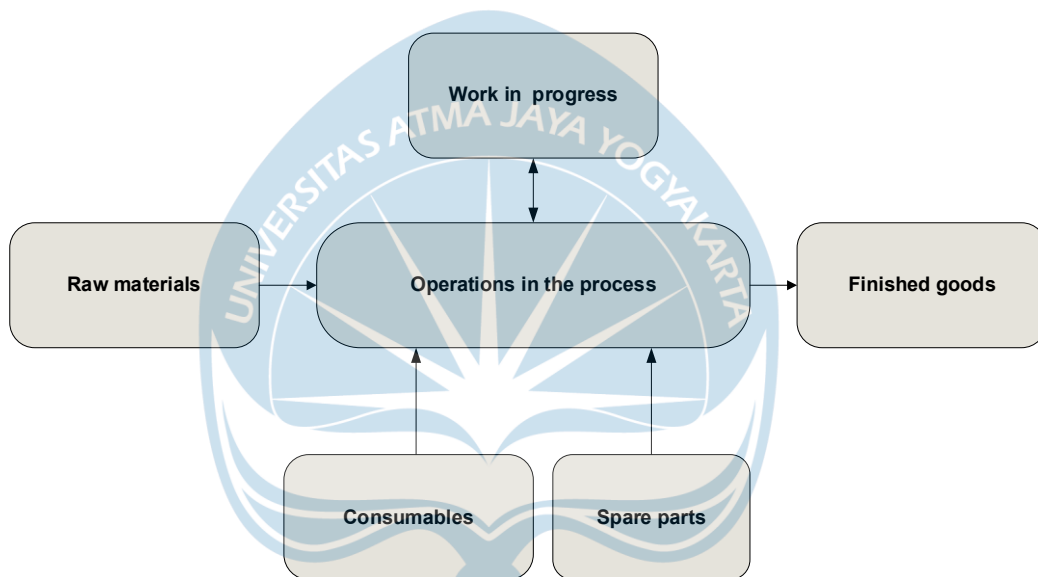 Work in progress
UNIVERSITAS ATMA JAYA YOGYAKARTA
Raw materials
Operations in the process
Finished goods
Consumables
Spare parts